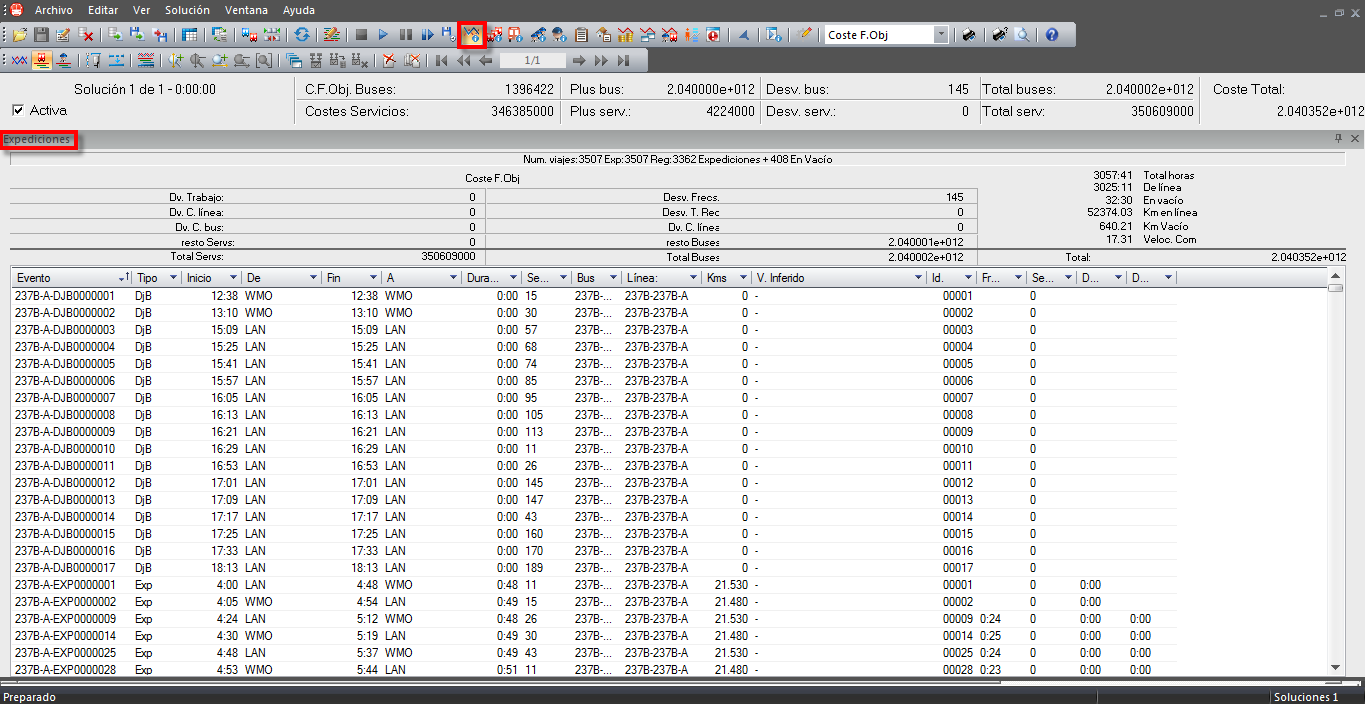 Archivo Editar Ver Solución Ventana Ayuda
Coste F.Obj
1/1
Solución 1 de 1 - 0:00:00 C.F.Obj. Buses: 1396422 Plus bus: 2.040000e+012 Desv. bus: 145 Total buses: 2.040002e+012 Coste Total:
Activa Costes Servicios: 346385000 Plus serv.: 4224000 Desv. serv.: 0 Total serv: 350609000 2.040352e+012
Expediciones
Num. viajes:3507 Exp:3507 Reg:3362 Expediciones + 408 En Vacío
Coste F.Obj
Dv. Trabajo: 0 Desv. Frecs. 145
Dv. C. línea: 0 Desv. T. Rec 0
Dv. C. bus: 0 Dv. C. línea 0
resto Servs: 0 resto Buses 2.040001e+012
Total Servs: 350609000 Total Buses 2.040002e+012 Total: 2.040352e+012
3057:41 Total horas
3025:11 De línea
32:30 En vacío
52374.03 Km en línea
640.21 Km Vacío
17.31 Veloc. Com
Evento Tipo Inicio De Fin A Dura... Se... Bus Línea: Kms V. Inferido Id. Fr... Se... D... D...
237B-A-DJB0000001 DjB 12:38 WMO 12:38 WMO 0:00 15 237B-... 237B-237B-A 0 - 00001 0
237B-A-DJB0000002 DjB 13:10 WMO 13:10 WMO 0:00 30 237B-... 237B-237B-A 0 - 00002 0
237B-A-DJB0000003 DjB 15:09 LAN 15:09 LAN 0:00 57 237B-... 237B-237B-A 0 - 00003 0
237B-A-DJB0000004 DjB 15:25 LAN 15:25 LAN 0:00 68 237B-... 237B-237B-A 0 - 00004 0
237B-A-DJB0000005 DjB 15:41 LAN 15:41 LAN 0:00 74 237B-... 237B-237B-A 0 - 00005 0
237B-A-DJB0000006 DjB 15:57 LAN 15:57 LAN 0:00 85 237B-... 237B-237B-A 0 - 00006 0
237B-A-DJB0000007 DjB 16:05 LAN 16:05 LAN 0:00 95 237B-... 237B-237B-A 0 - 00007 0
237B-A-DJB0000008 DjB 16:13 LAN 16:13 LAN 0:00 105 237B-... 237B-237B-A 0 - 00008 0
237B-A-DJB0000009 DjB 16:21 LAN 16:21 LAN 0:00 113 237B-... 237B-237B-A 0 - 00009 0
237B-A-DJB0000010 DjB 16:29 LAN 16:29 LAN 0:00 11 237B-... 237B-237B-A 0 - 00010 0
237B-A-DJB0000011 DjB 16:53 LAN 16:53 LAN 0:00 26 237B-... 237B-237B-A 0 - 00011 0
237B-A-DJB0000012 DjB 17:01 LAN 17:01 LAN 0:00 145 237B-... 237B-237B-A 0 - 00012 0
237B-A-DJB0000013 DjB 17:09 LAN 17:09 LAN 0:00 147 237B-... 237B-237B-A 0 - 00013 0
237B-A-DJB0000014 DjB 17:17 LAN 17:17 LAN 0:00 43 237B-... 237B-237B-A 0 - 00014 0
237B-A-DJB0000015 DjB 17:25 LAN 17:25 LAN 0:00 160 237B-... 237B-237B-A 0 - 00015 0
237B-A-DJB0000016 DjB 17:33 LAN 17:33 LAN 0:00 170 237B-... 237B-237B-A 0 - 00016 0
237B-A-DJB0000017 DjB 18:13 LAN 18:13 LAN 0:00 189 237B-... 237B-237B-A 0 - 00017 0
237B-A-EXP0000001 Exp 4:00 LAN 4:48 WMO 0:48 11 237B-... 237B-237B-A 21.530 - 00001 0 0:00
237B-A-EXP0000002 Exp 4:05 WMO 4:54 LAN 0:49 15 237B-... 237B-237B-A 21.480 - 00002 0 0:00
237B-A-EXP0000009 Exp 4:24 LAN 5:12 WMO 0:48 26 237B-... 237B-237B-A 21.530 - 00009 0:24 0 0:00 0:00
237B-A-EXP0000014 Exp 4:30 WMO 5:19 LAN 0:49 30 237B-... 237B-237B-A 21.480 - 00014 0:25 0 0:00 0:00
237B-A-EXP0000025 Exp 4:48 LAN 5:37 WMO 0:49 43 237B-... 237B-237B-A 21.530 - 00025 0:24 0 0:00 0:00
237B-A-EXP0000028 Exp 4:53 WMO 5:44 LAN 0:51 11 237B-... 237B-237B-A 21.480 - 00028 0:23 0 0:00 0:00
Preparado Soluciones 1